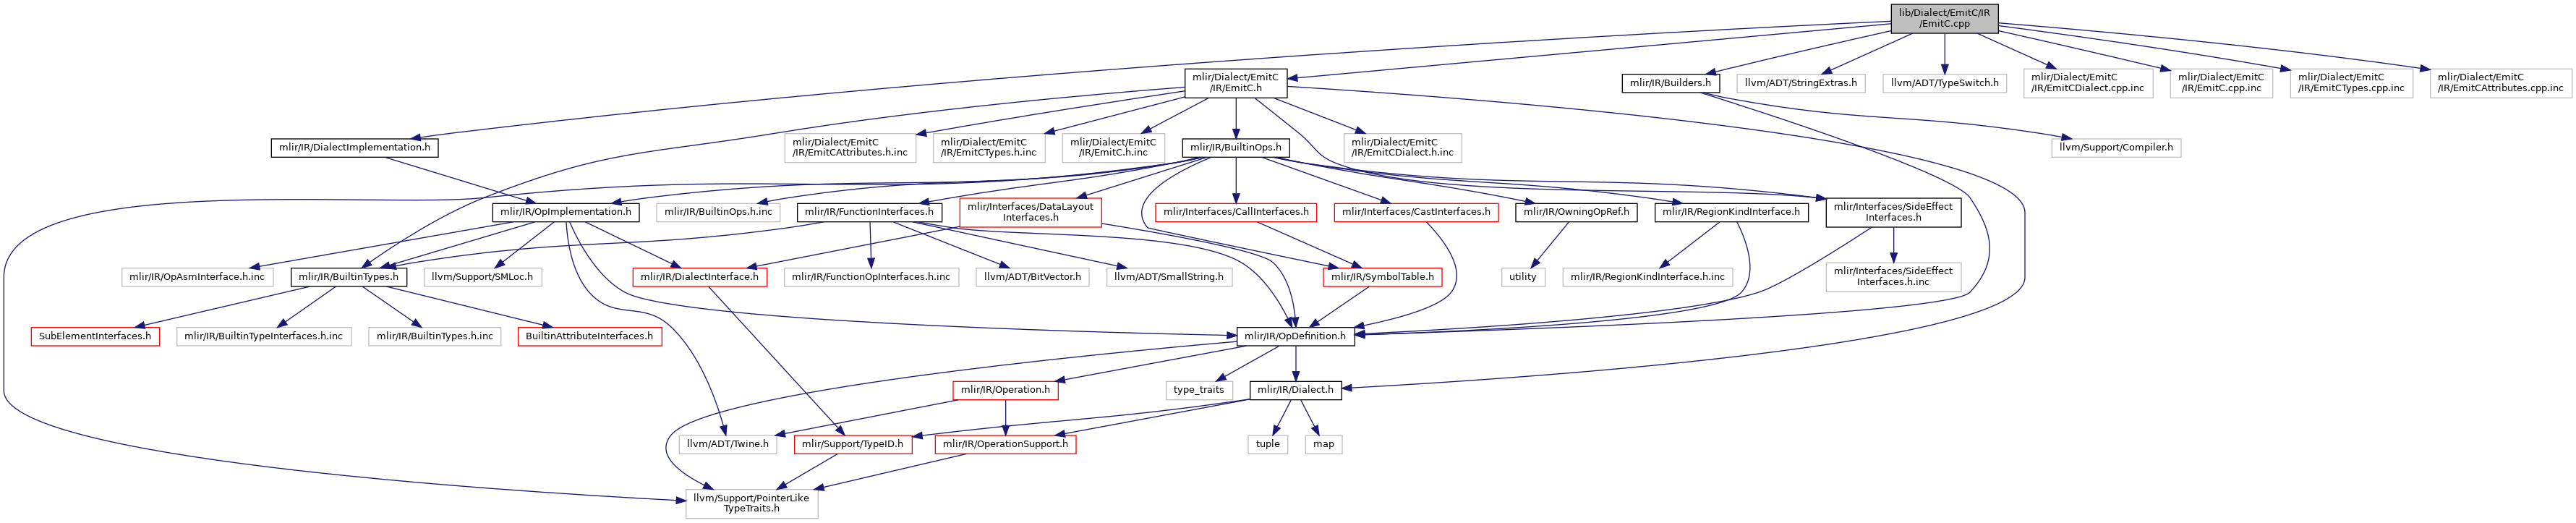 lib/Dialect/EmitC/IR
/EmitC.cpp
mlir/Dialect/EmitC
/IR/EmitC.h
mlir/IR/Builders.h
llvm/ADT/StringExtras.h
llvm/ADT/TypeSwitch.h
mlir/Dialect/EmitC
/IR/EmitCDialect.cpp.inc
mlir/Dialect/EmitC
/IR/EmitC.cpp.inc
mlir/Dialect/EmitC
/IR/EmitCTypes.cpp.inc
mlir/Dialect/EmitC
/IR/EmitCAttributes.cpp.inc
mlir/IR/DialectImplementation.h
mlir/Dialect/EmitC
/IR/EmitCAttributes.h.inc
mlir/Dialect/EmitC
/IR/EmitCTypes.h.inc
mlir/Dialect/EmitC
/IR/EmitC.h.inc
mlir/IR/BuiltinOps.h
mlir/Dialect/EmitC
/IR/EmitCDialect.h.inc
llvm/Support/Compiler.h
mlir/IR/OpImplementation.h
mlir/IR/BuiltinOps.h.inc
mlir/IR/FunctionInterfaces.h
mlir/Interfaces/DataLayout
Interfaces.h
mlir/Interfaces/CallInterfaces.h
mlir/Interfaces/CastInterfaces.h
mlir/IR/OwningOpRef.h
mlir/IR/RegionKindInterface.h
mlir/Interfaces/SideEffect
Interfaces.h
mlir/IR/OpAsmInterface.h.inc
mlir/IR/BuiltinTypes.h
llvm/Support/SMLoc.h
mlir/IR/DialectInterface.h
mlir/IR/FunctionOpInterfaces.h.inc
llvm/ADT/BitVector.h
llvm/ADT/SmallString.h
mlir/IR/SymbolTable.h
utility
mlir/IR/RegionKindInterface.h.inc
mlir/Interfaces/SideEffect
Interfaces.h.inc
SubElementInterfaces.h
mlir/IR/BuiltinTypeInterfaces.h.inc
mlir/IR/BuiltinTypes.h.inc
BuiltinAttributeInterfaces.h
mlir/IR/OpDefinition.h
mlir/IR/Operation.h
type_traits
mlir/IR/Dialect.h
llvm/ADT/Twine.h
mlir/Support/TypeID.h
mlir/IR/OperationSupport.h
tuple
map
llvm/Support/PointerLike
TypeTraits.h